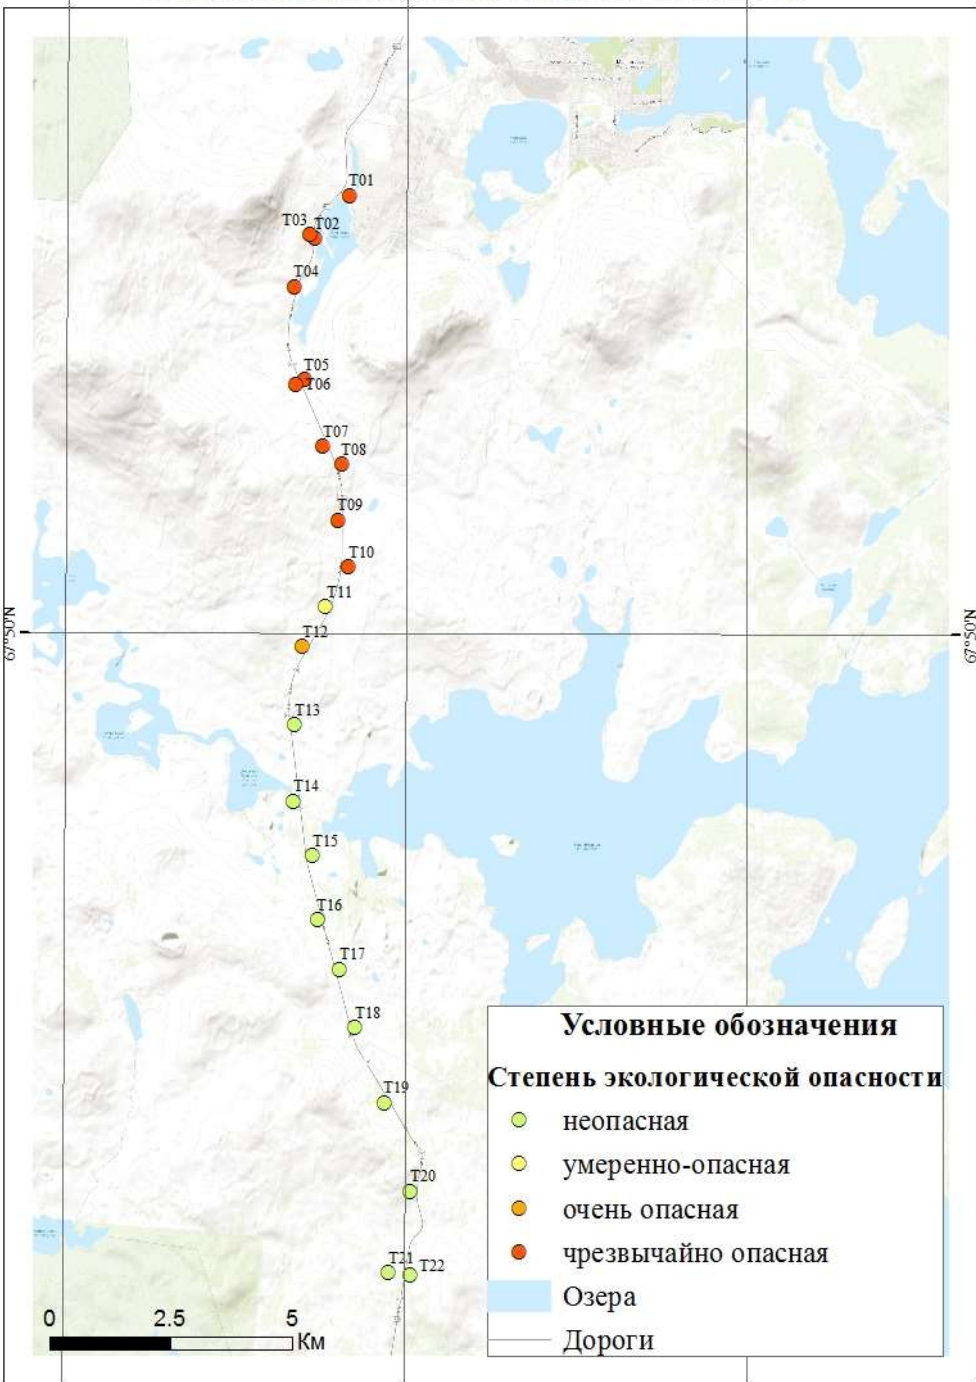 T01
T03
T02
T04
T05
T06
T07
T08
T09
T10
T11
67°50'N
67°50'N
T12
T13
T14
T15
T16
T17
T18
T19
T20
T21
T22
Условные обозначения
Степень экологической опасности
неопасная
умеренно-опасная
очень опасная
чрезвычайно опасная
Озера
Дороги
0 2.5 5
Км